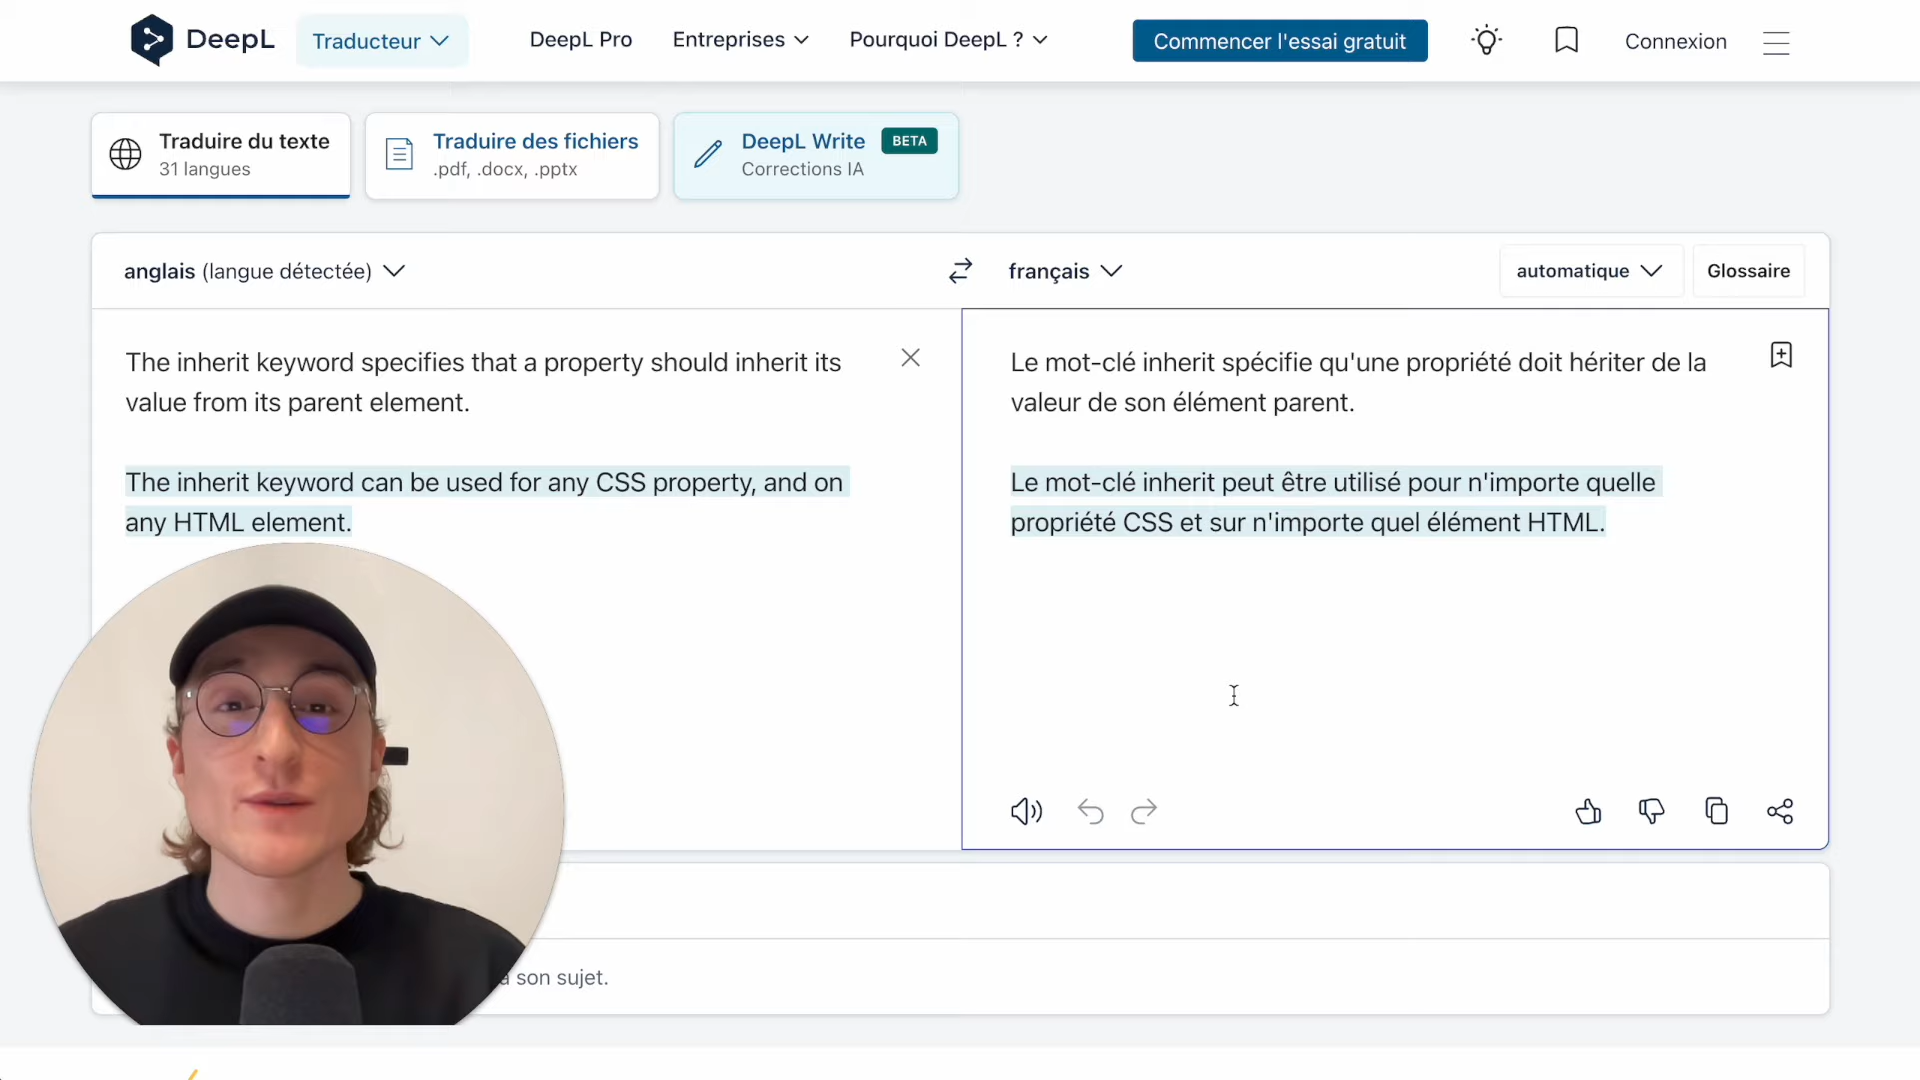 DeepL
Traducteur
DeepL Pro
Entreprises
Pourquoi DeepL ?
Commencer l'essai gratuit
Connexion
Traduire du texte
31 langues
Traduire des fichiers
.pdf, .docx, .pptx
DeepL Write BETA
Corrections IA
anglais (langue détectée)
français
automatique
Glossaire
The inherit keyword specifies that a property should inherit its
value from its parent element.
The inherit keyword can be used for any CSS property, and on
any HTML element.
Le mot-clé inherit spécifie qu'une propriété doit hériter de la
valeur de son élément parent.
Le mot-clé inherit peut être utilisé pour n'importe quelle
propriété CSS et sur n'importe quel élément HTML.
son sujet.